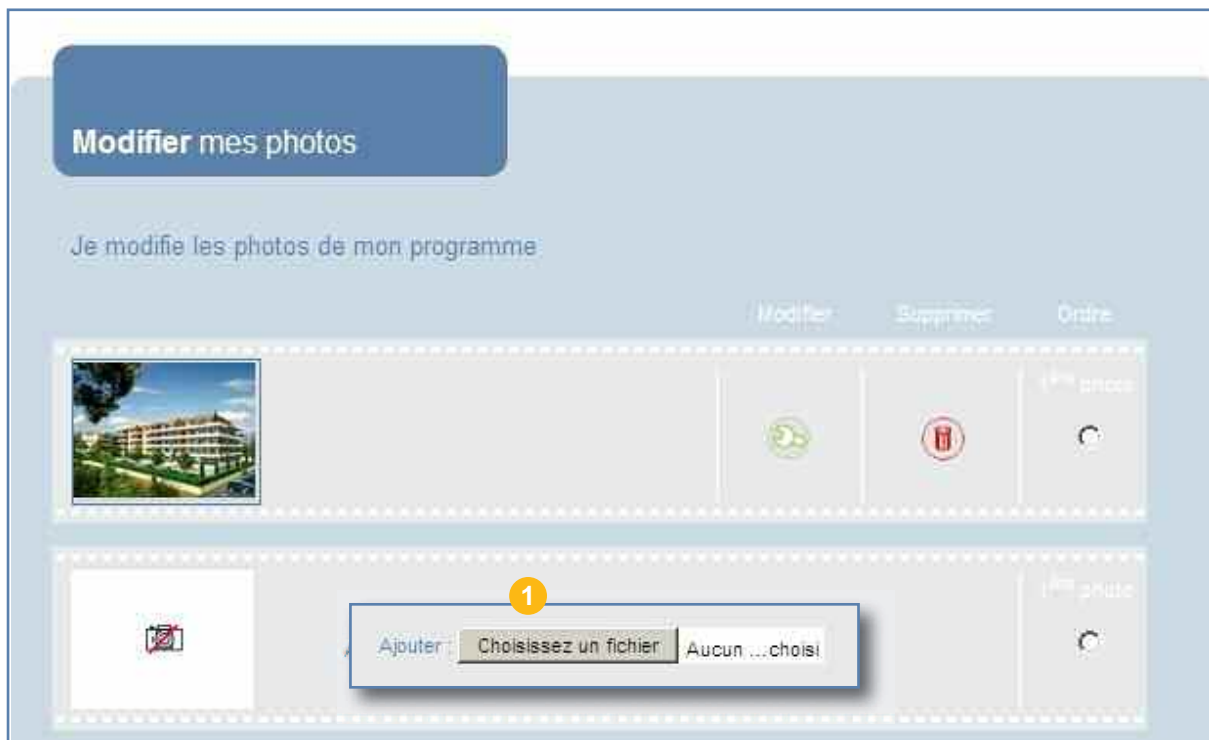 Modifier mes photos
Je modifie les photos de mon programme
Modifier Supprimer Ordre
1ère photo
1
1ère photo
Ajouter : Choisissez un fichier Aucun ...choisi